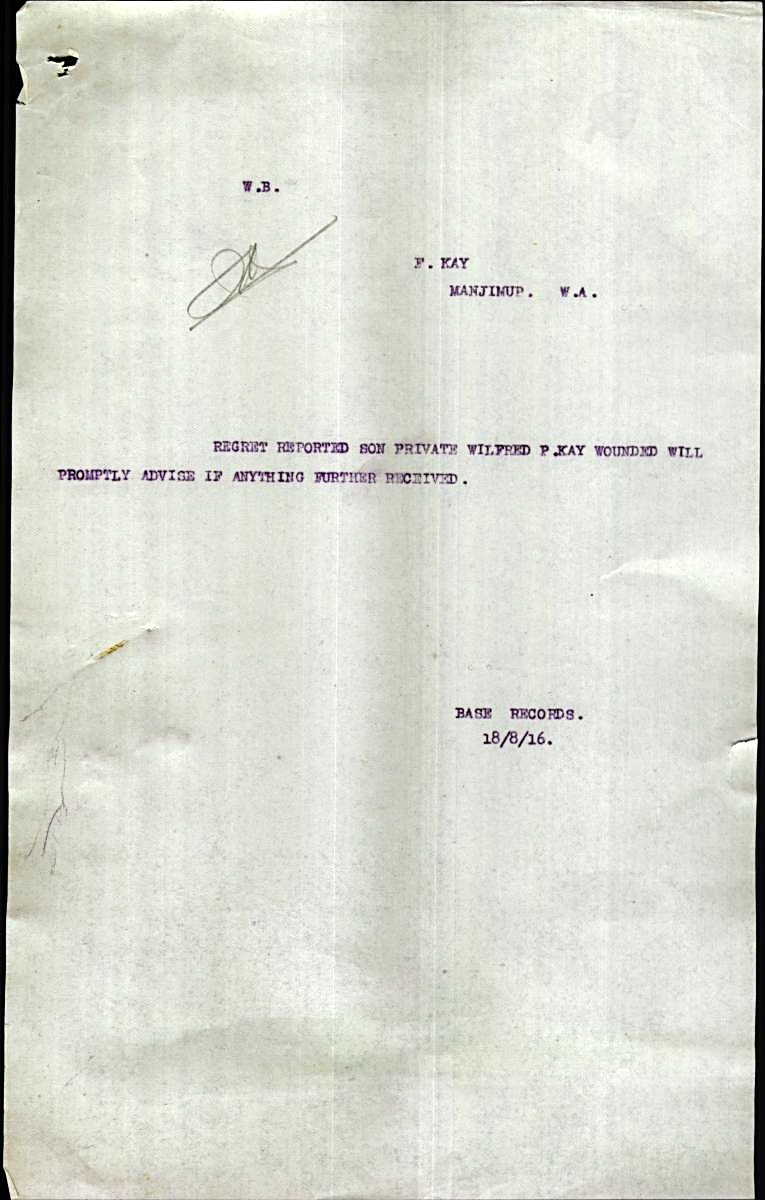 W.B.
F. KAY
MANJIMUP. W.A.
REGRET REPORTED SON PRIVATE WILFRED P.KAY WOUNDED WILL
PROMPTLY ADVISE IF ANYTHING FURTHER RECEIVED.
BASE RECORDS.
18/8/16.